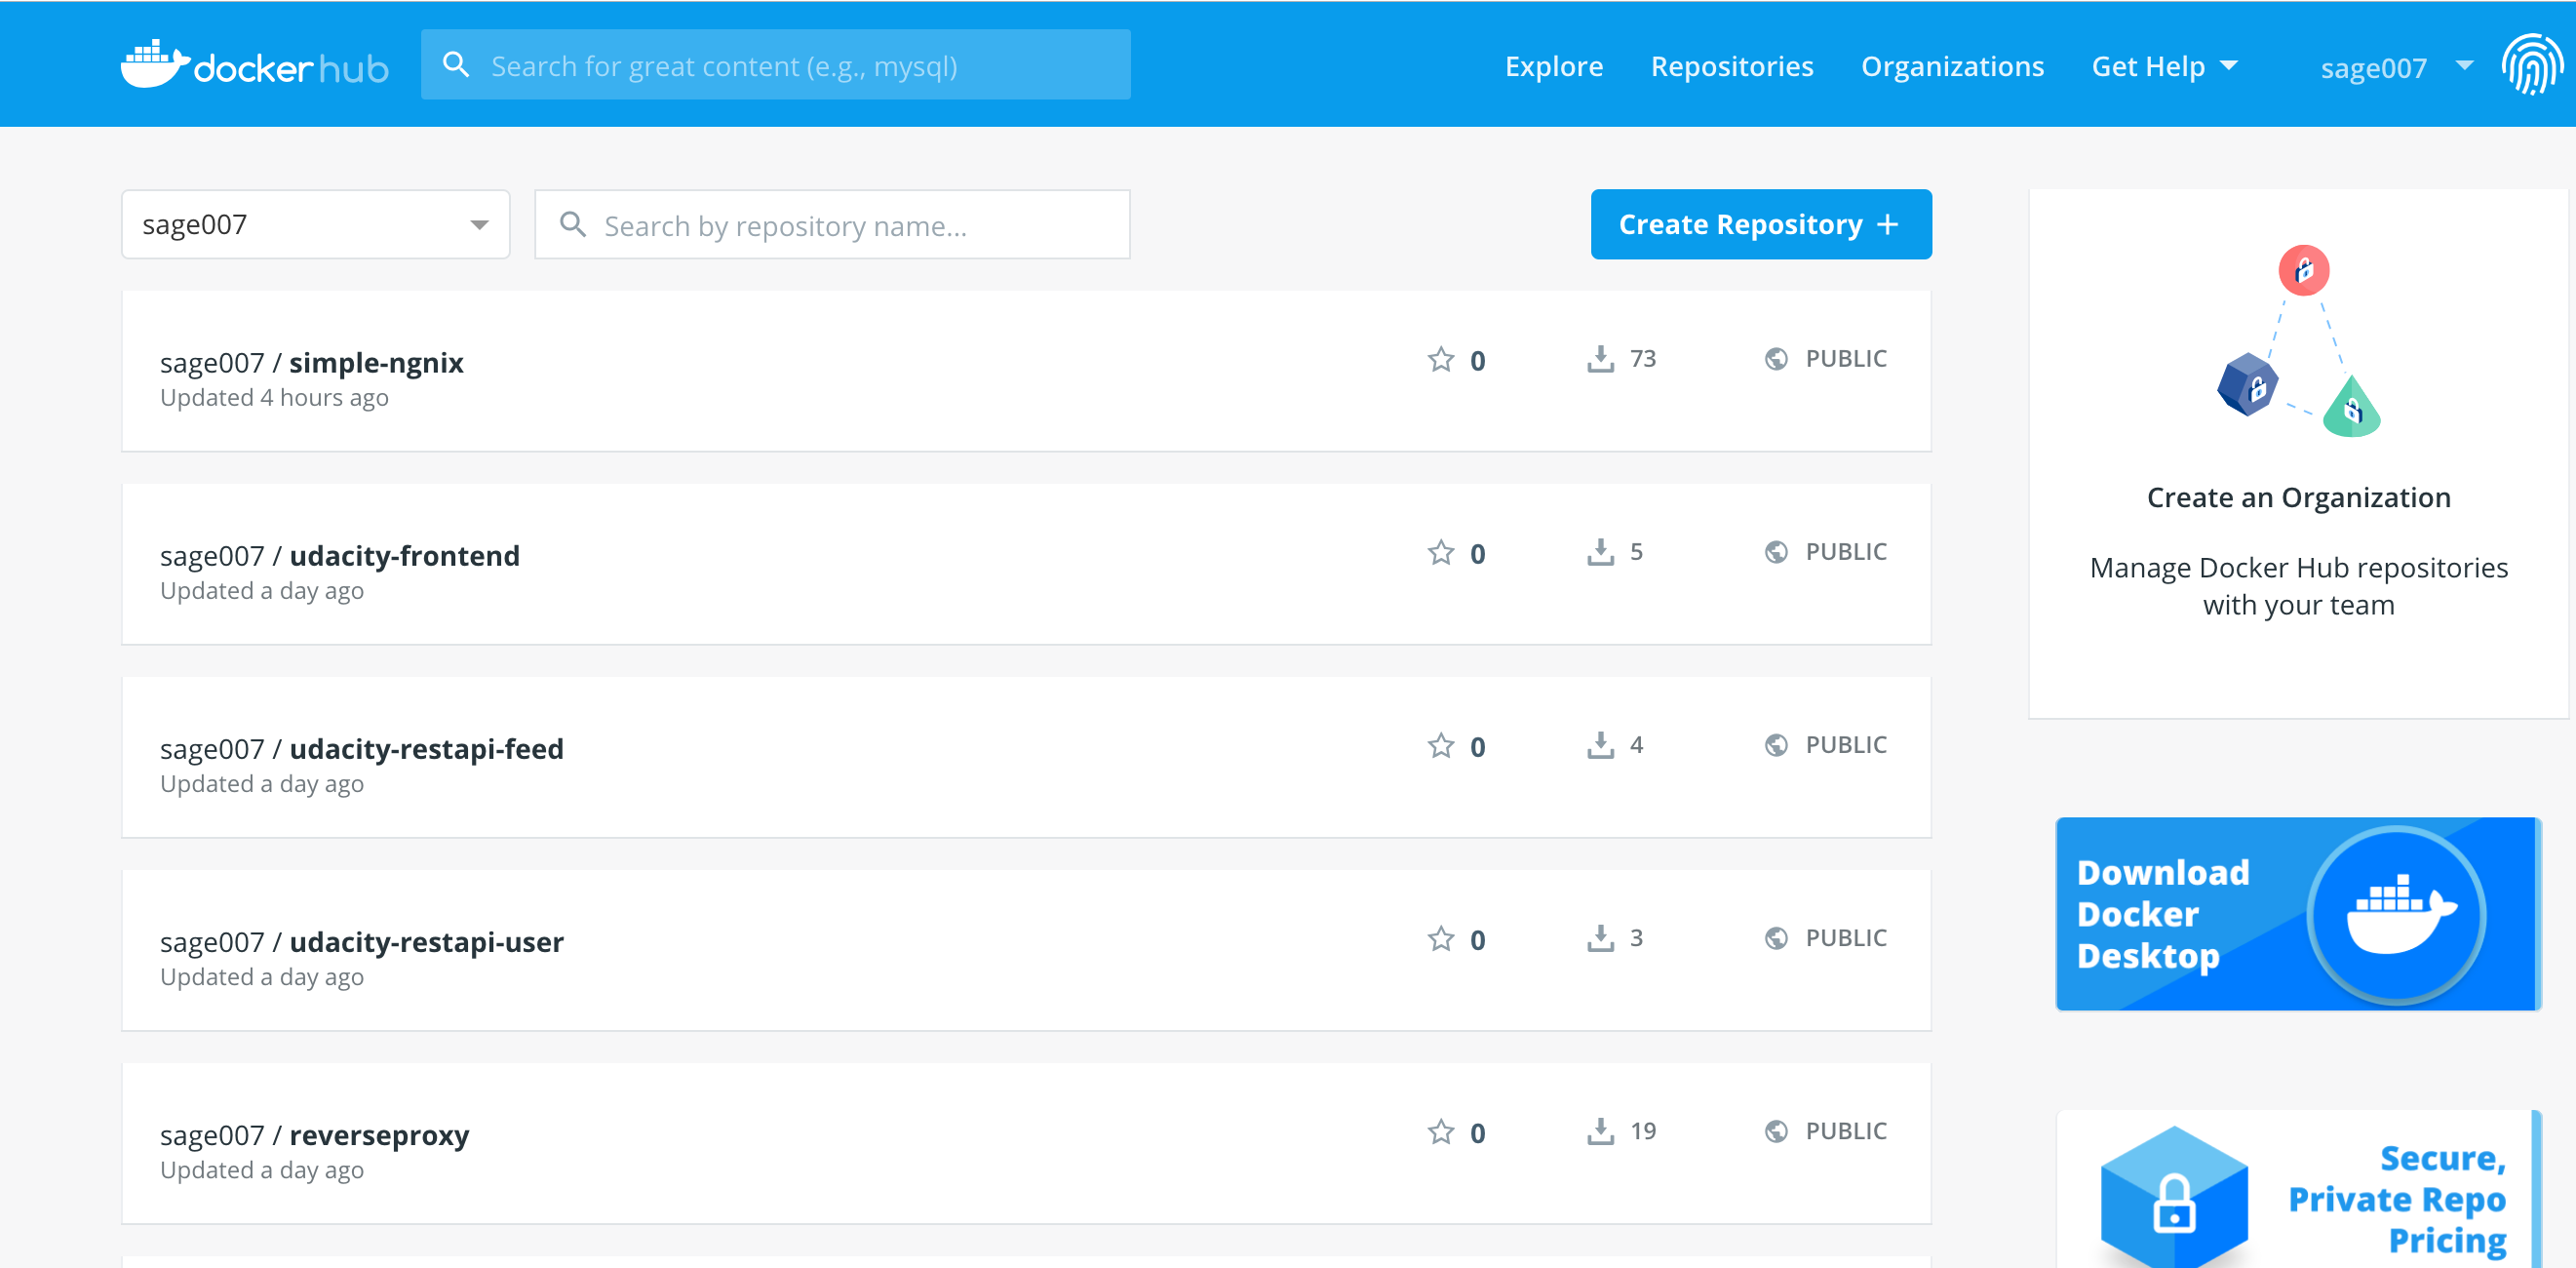 docker hub
Search for great content (e.g., mysql)
Explore
Repositories
Organizations
Get Help
sage007
sage007
Search by repository name...
Create Repository +
sage007 / simple-ngnix
Updated 4 hours ago
0
73
PUBLIC
sage007 / udacity-frontend
Updated a day ago
0
5
PUBLIC
sage007 / udacity-restapi-feed
Updated a day ago
0
4
PUBLIC
sage007 / udacity-restapi-user
Updated a day ago
0
3
PUBLIC
sage007 / reverseproxy
Updated a day ago
0
19
PUBLIC
Create an Organization
Manage Docker Hub repositories
with your team
Download
Docker
Desktop
Secure,
Private Repo
Pricing